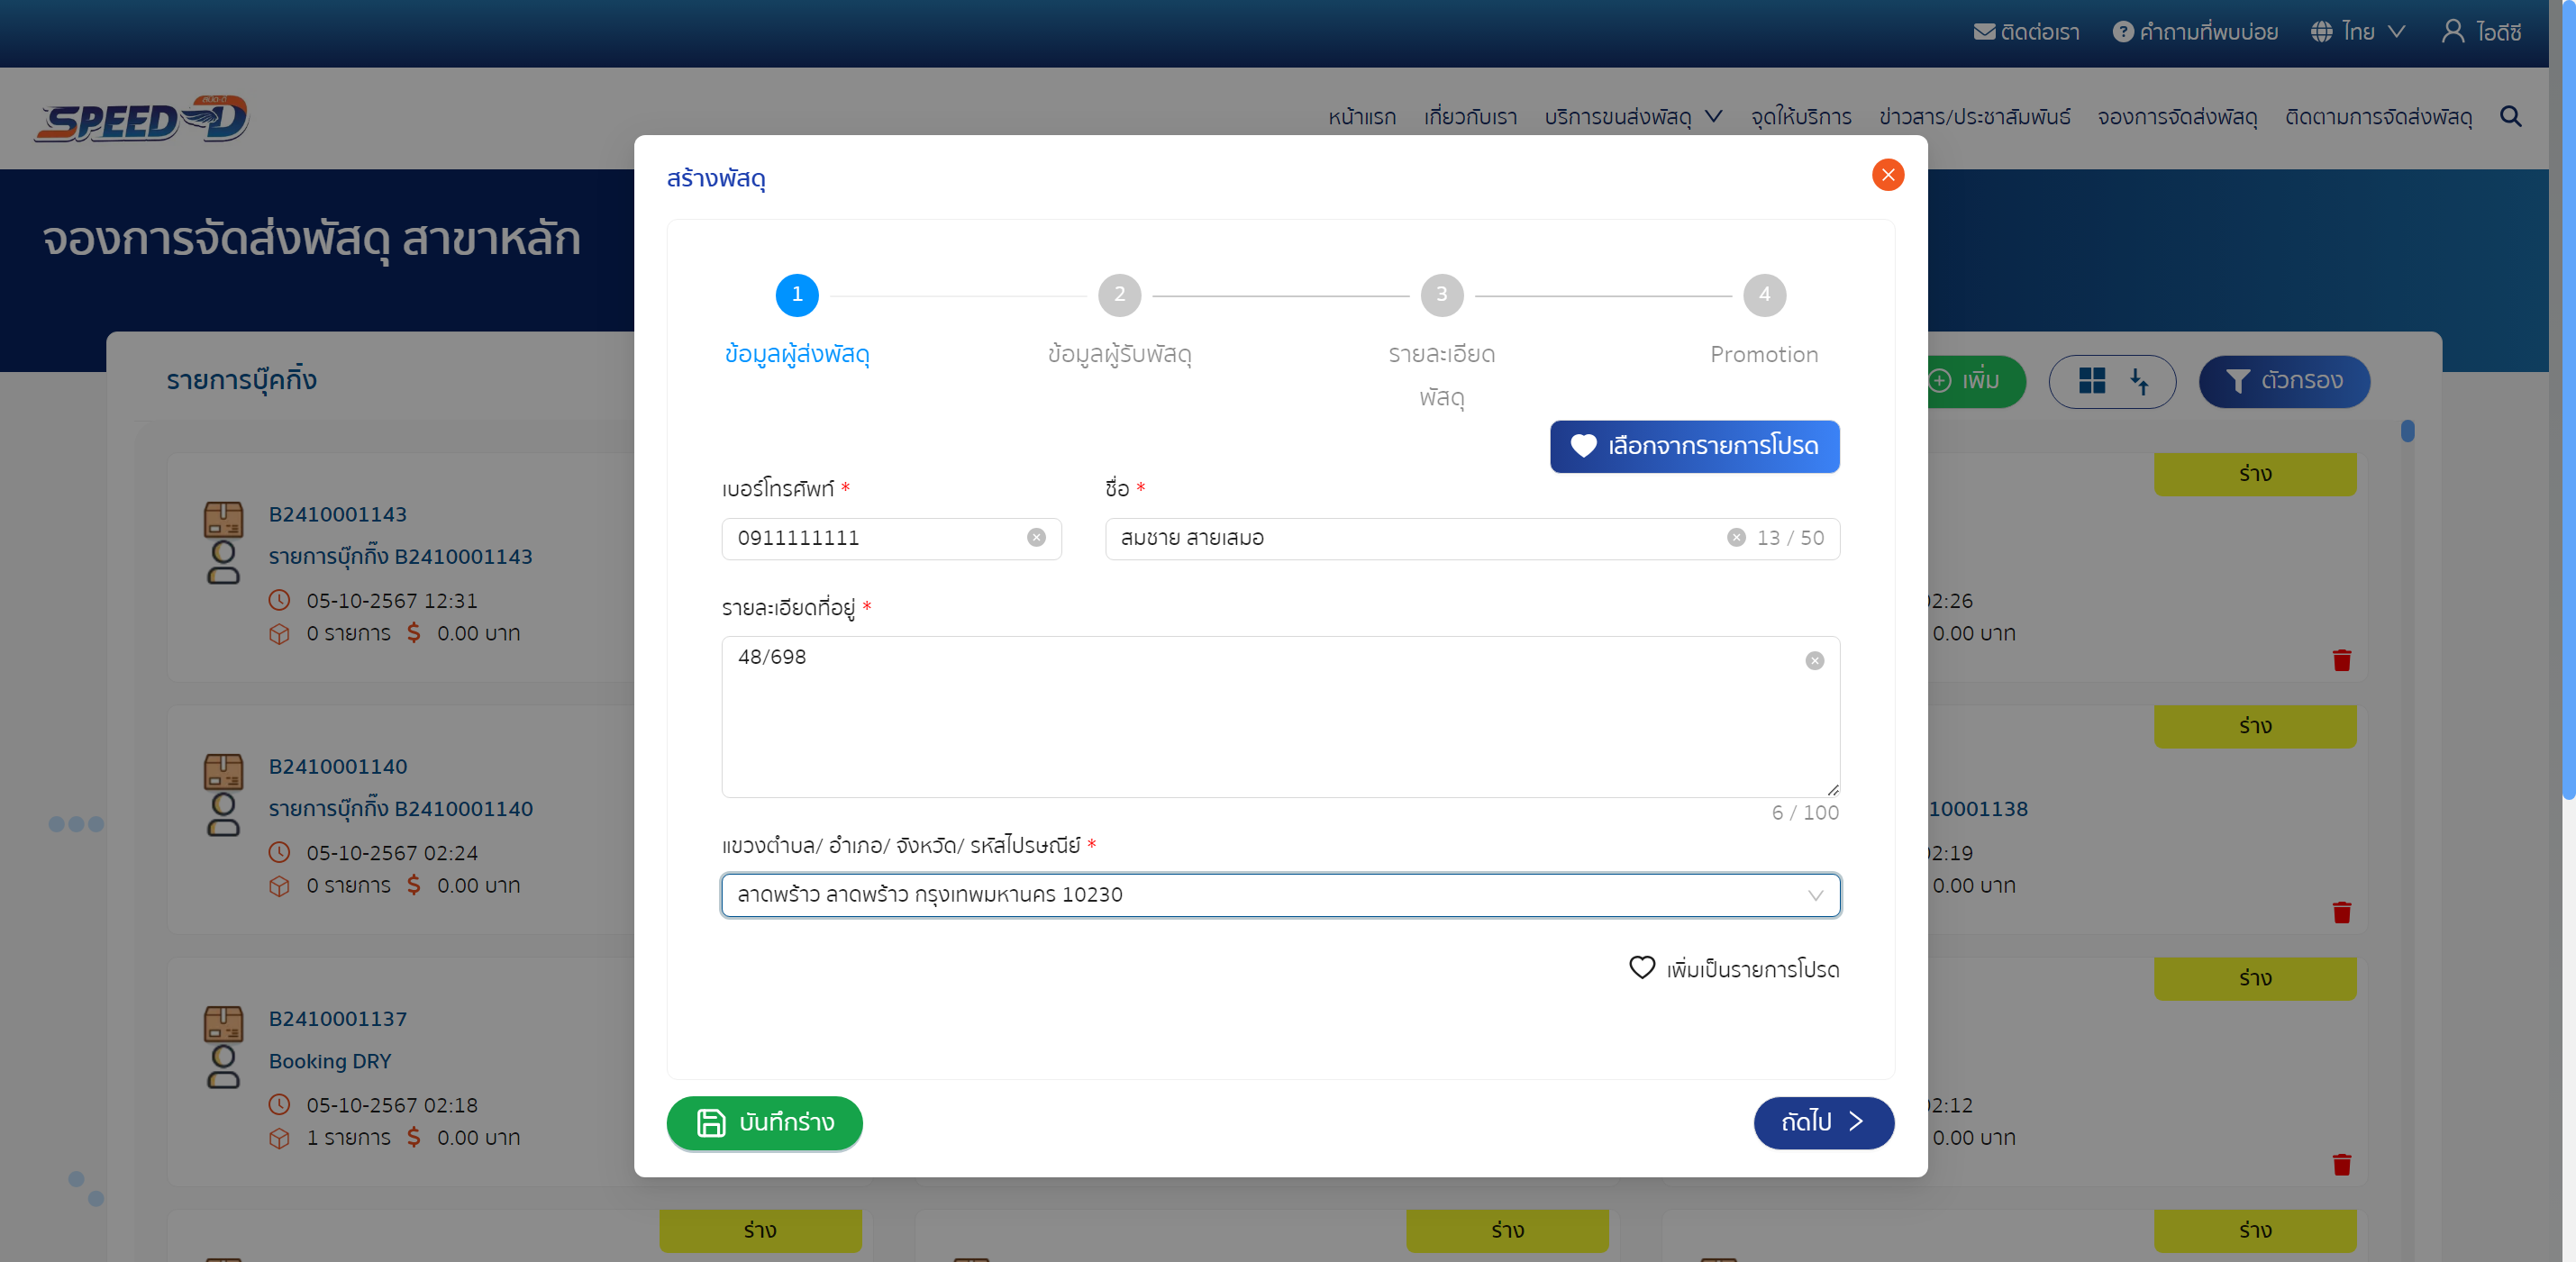 ติดต่อเรา ? คำถามที่พบบ่อย ไทย ไอดีซี
สปีด-ดี
SPEED-D
หน้าแรก เกี่ยวกับเรา บริการขนส่งพัสดุ จุดให้บริการ ข่าวสาร/ประชาสัมพันธ์ จองการจัดส่งพัสดุ ติดตามการจัดส่งพัสดุ
จองการจัดส่งพัสดุ สาขาหลัก
รายการบุ๊คกิ้ง
เพิ่ม
ตัวกรอง
B2410001143
รายการบุ๊กกิ๊ง B2410001143
05-10-2567 12:31
0 รายการ $ 0.00 บาท
B2410001140
รายการบุ๊กกิ๊ง B2410001140
05-10-2567 02:24
0 รายการ $ 0.00 บาท
B2410001137
Booking DRY
05-10-2567 02:18
1 รายการ $ 0.00 บาท
สร้างพัสดุ
1 2 3 4
ข้อมูลผู้ส่งพัสดุ ข้อมูลผู้รับพัสดุ รายละเอียด Promotion
พัสดุ
เลือกจากรายการโปรด
เบอร์โทรศัพท์ * ชื่อ *
0911111111 สมชาย สายเสมอ 13 / 50
รายละเอียดที่อยู่ *
48/698
6 / 100
แขวงตำบล/ อำเภอ/ จังหวัด/ รหัสไปรษณีย์ *
ลาดพร้าว ลาดพร้าว กรุงเทพมหานคร 10230
เพิ่มเป็นรายการโปรด
บันทึกร่าง ถัดไป
ร่าง
02:26
0.00 บาท
ร่าง
10001138
02:19
0.00 บาท
ร่าง
02:12
0.00 บาท
ร่าง ร่าง ร่าง